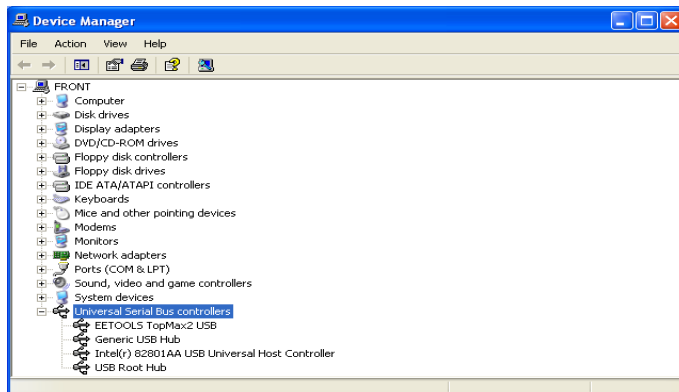 Device Manager
File Action View Help
FRONT
Computer
Disk drives
Display adapters
DVD/CD-ROM drives
Floppy disk controllers
Floppy disk drives
IDE ATA/ATAPI controllers
Keyboards
Mice and other pointing devices
Modems
Monitors
Network adapters
Ports (COM & LPT)
Sound, video and game controllers
System devices
Universal Serial Bus controllers
EETOOLS TopMax2 USB
Generic USB Hub
Intel(r) 82801AA USB Universal Host Controller
USB Root Hub